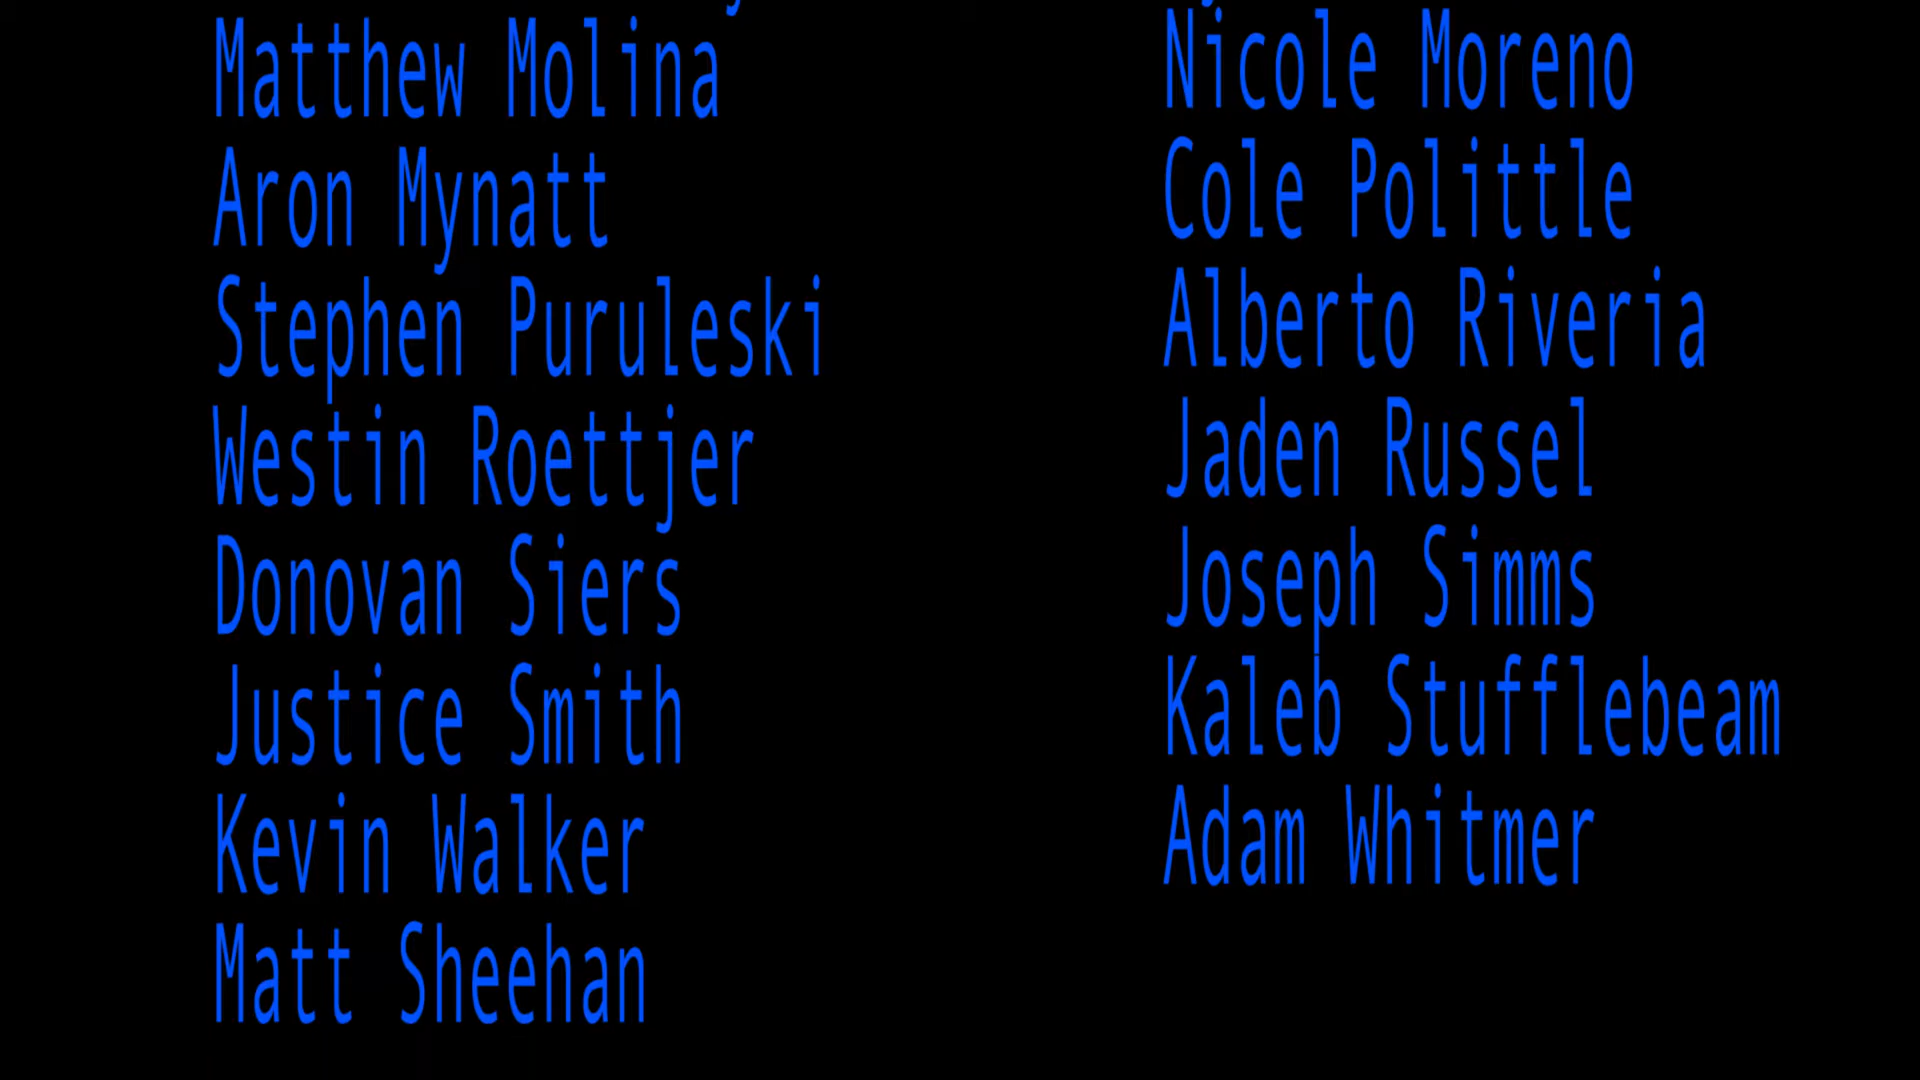 Matthew Molina
Aron Mynatt
Stephen Puruleski
Westin Roettjer
Donovan Siers
Justice Smith
Kevin Walker
Matt Sheehan
Nicole Moreno
Cole Polittle
Alberto Riveria
Jaden Russel
Joseph Simms
Kaleb Stufflebeam
Adam Whitmer